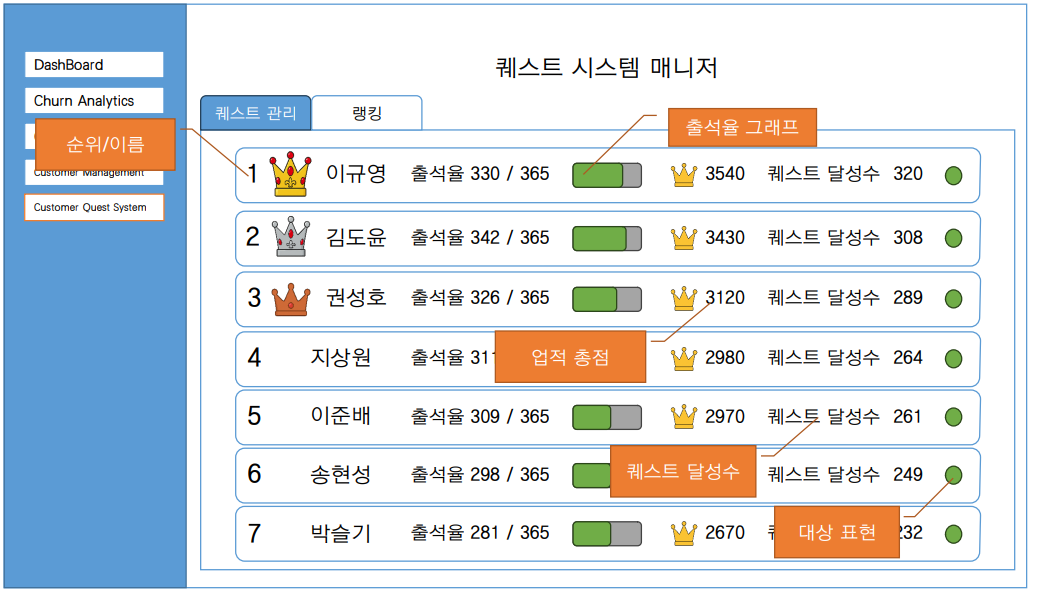 퀘스트 시스템 매니저
DashBoard
Churn Analytics
순위/이름
Customer Management
Customer Quest System
퀘스트 관리
랭킹
출석율 그래프
1 이규영 출석율 330 / 365 3540 퀘스트 달성수 320
2 김도윤 출석율 342 / 365 3430 퀘스트 달성수 308
3 권성호 출석율 326 / 365 3120 퀘스트 달성수 289
4 지상원 출석율 311 2980 퀘스트 달성수 264
업적 총점
5 이준배 출석율 309 / 365 2970 퀘스트 달성수 261
6 송현성 출석율 298 / 365 퀘스트 달성수 249
퀘스트 달성수
7 박슬기 출석율 281 / 365 2670 232
대상 표현